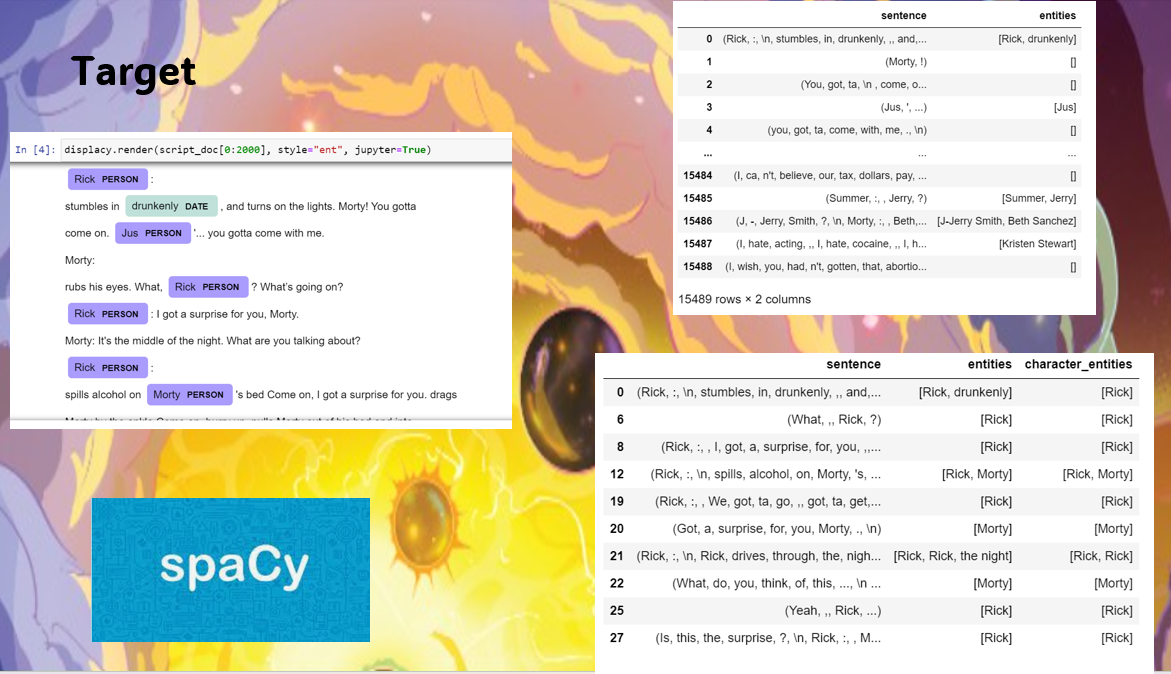 Target
In [4]: displacy.render(script_doc[0:2000], style="ent", jupyter=True)
Rick PERSON :
stumbles in drunkenly DATE , and turns on the lights. Morty! You gotta
come on. Jus PERSON '... you gotta come with me.
Morty:
rubs his eyes. What, Rick PERSON ? What's going on?
Rick PERSON : I got a surprise for you, Morty.
Morty: It's the middle of the night. What are you talking about?
Rick PERSON :
spills alcohol on Morty PERSON 's bed Come on, I got a surprise for you. drags
spaCy
sentence entities
0 (Rick, :, \n, stumbles, in, drunkenly, ,, and,... [Rick, drunkenly]
1 (Morty, !) []
2 (You, got, ta, \n , come, o... []
3 (Jus, ', ...) [Jus]
4 (you, got, ta, come, with, me, ., \n) []
... ... ...
15484 (I, ca, n't, believe, our, tax, dollars, pay, ... []
15485 (Summer, :, , Jerry, ?) [Summer, Jerry]
15486 (J, -, Jerry, Smith, ?, \n, Morty, :, , Beth,... [J-Jerry Smith, Beth Sanchez]
15487 (I, hate, acting, ,, I, hate, cocaine, ,, I, h... [Kristen Stewart]
15488 (I, wish, you, had, n't, gotten, that, abortio... []
15489 rows × 2 columns
sentence entities character_entities
0 (Rick, :, \n, stumbles, in, drunkenly, ,, and,... [Rick, drunkenly] [Rick]
6 (What, ,, Rick, ?) [Rick] [Rick]
8 (Rick, :, , I, got, a, surprise, for, you, ,,... [Rick] [Rick]
12 (Rick, :, \n, spills, alcohol, on, Morty, 's, ... [Rick, Morty] [Rick, Morty]
19 (Rick, :, , We, got, ta, go, ,, got, ta, get,... [Rick] [Rick]
20 (Got, a, surprise, for, you, Morty, ., \n) [Morty] [Morty]
21 (Rick, :, \n, Rick, drives, through, the, nigh... [Rick, Rick, the night] [Rick, Rick]
22 (What, do, you, think, of, this, ..., \n ... [Morty] [Morty]
25 (Yeah, ,, Rick, ...) [Rick] [Rick]
27 (Is, this, the, surprise, ?, \n, Rick, :, , M... [Rick] [Rick]